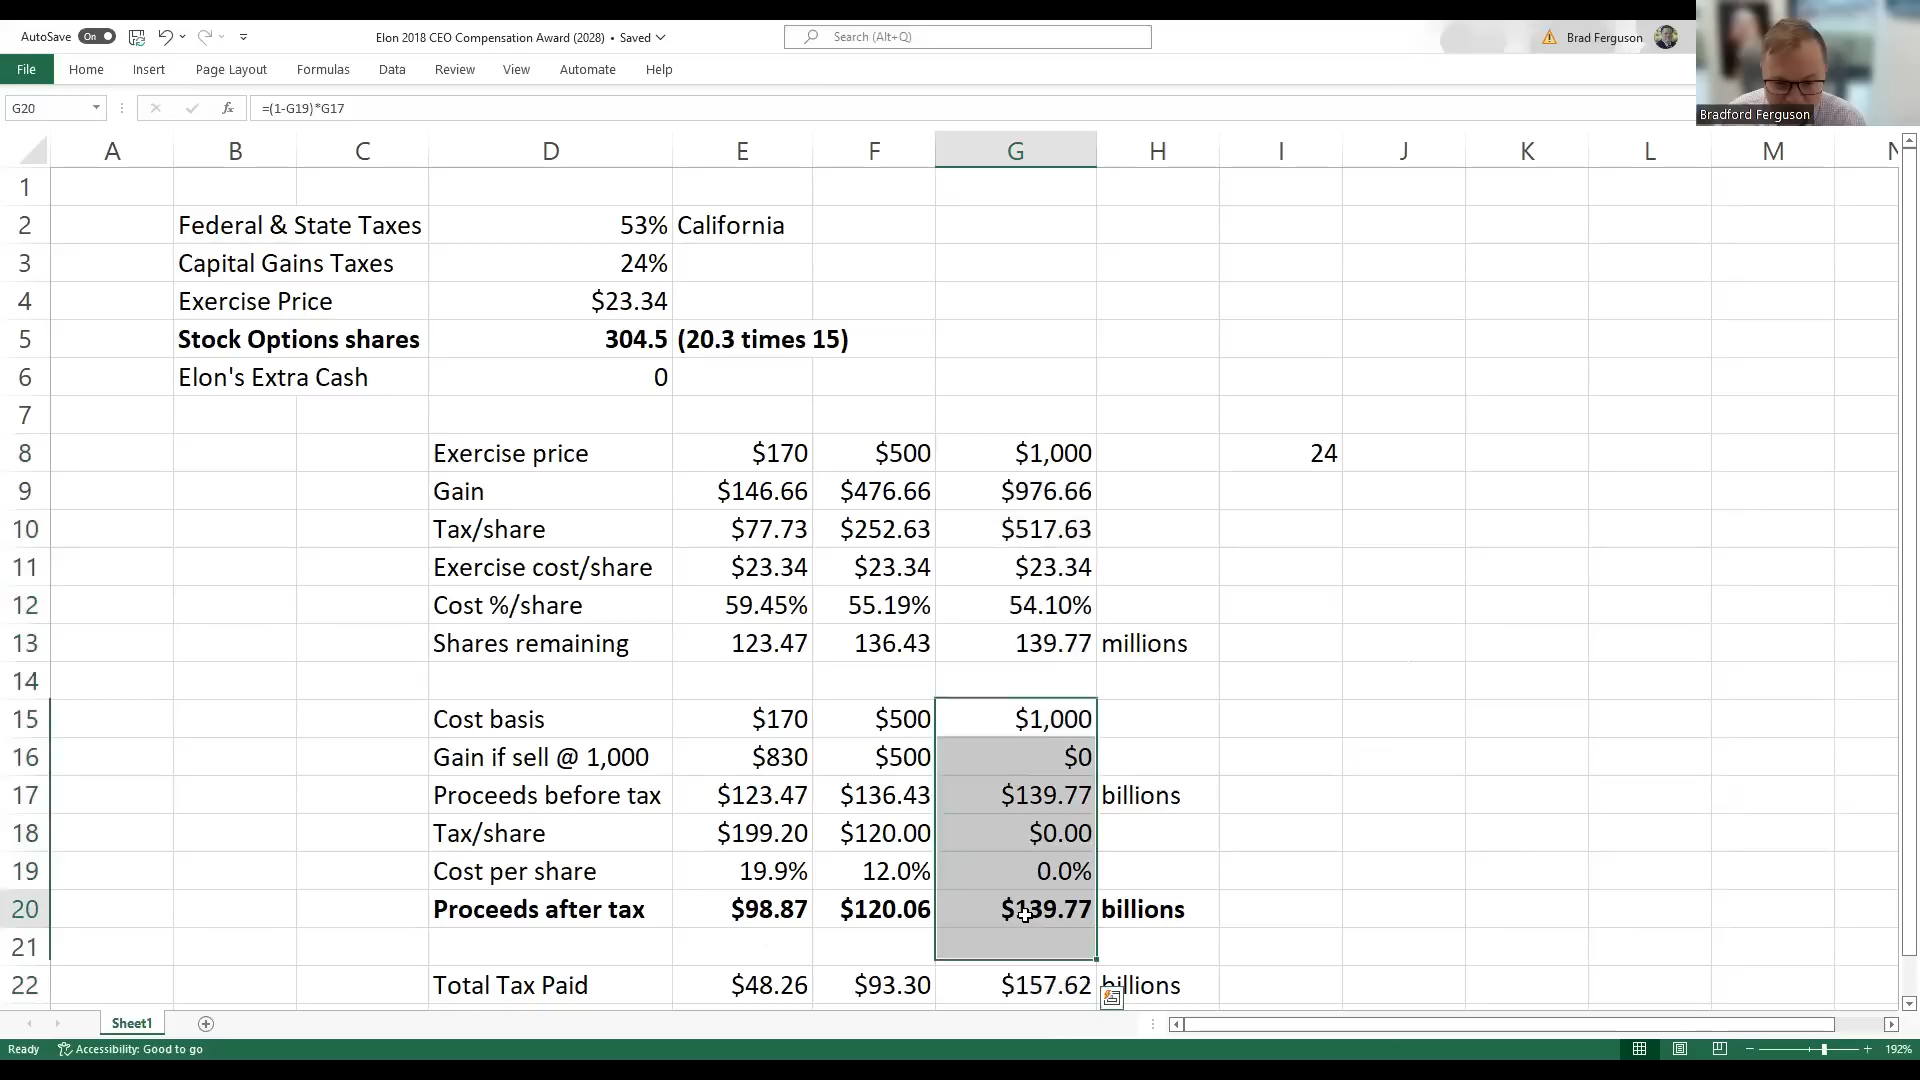 AutoSave On Elon 2018 CEO Compensation Award (2028) • Saved Search (Alt+Q) Brad Ferguson
File Home Insert Page Layout Formulas Data Review View Automate Help
Bradford Ferguson
G20 fx =(1-G19)*G17
A B C D E F G H I J K L M N
1
2 Federal & State Taxes 53% California
3 Capital Gains Taxes 24%
4 Exercise Price $23.34
5 Stock Options shares 304.5 (20.3 times 15)
6 Elon's Extra Cash 0
7
8 Exercise price $170 $500 $1,000 24
9 Gain $146.66 $476.66 $976.66
10 Tax/share $77.73 $252.63 $517.63
11 Exercise cost/share $23.34 $23.34 $23.34
12 Cost %/share 59.45% 55.19% 54.10%
13 Shares remaining 123.47 136.43 139.77 millions
14
15 Cost basis $170 $500 $1,000
16 Gain if sell @ 1,000 $830 $500 $0
17 Proceeds before tax $123.47 $136.43 $139.77 billions
18 Tax/share $199.20 $120.00 $0.00
19 Cost per share 19.9% 12.0% 0.0%
20 Proceeds after tax $98.87 $120.06 $139.77 billions
21
22 Total Tax Paid $48.26 $93.30 $157.62 billions
Sheet1
Ready Accessibility: Good to go 192%